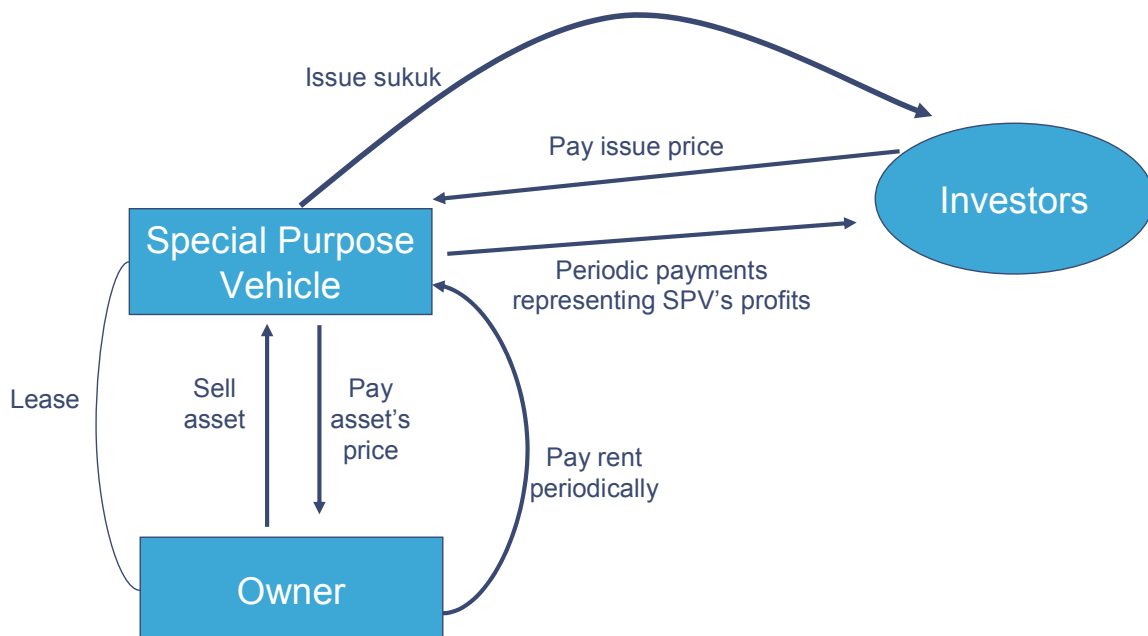 Issue sukuk
Pay issue price
Investors
Special Purpose
Vehicle
Periodic payments
representing SPV’s profits
Lease
Sell
asset
Pay
asset’s
price
Pay rent
periodically
Owner